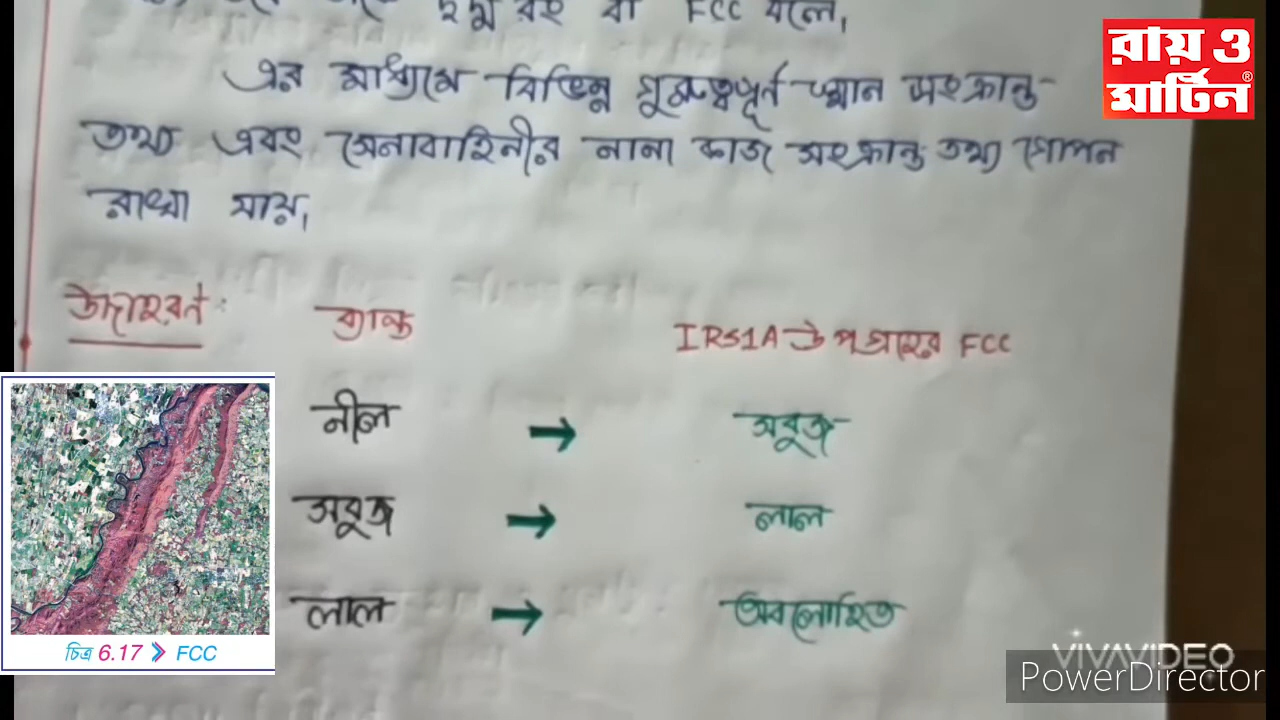 ছদ্ম রং বা FCC বলে।
রায় ও
মার্টিন®
এর মাধ্যমে বিভিন্ন গুরুত্বপূর্ণ স্থান সংক্রান্ত
তথ্য এবং সেনাবাহিনীর নানা কাজ সংক্রান্ত তথ্য গোপন
রাখা যায়।
উদাহরণ: ব্যান্ড IRS1A উপগ্রহের FCC
নীল → সবুজ
সবুজ → লাল
লাল → অবলোহিত
চিত্র 6.17 » FCC
VIVAVIDEO
PowerDirector